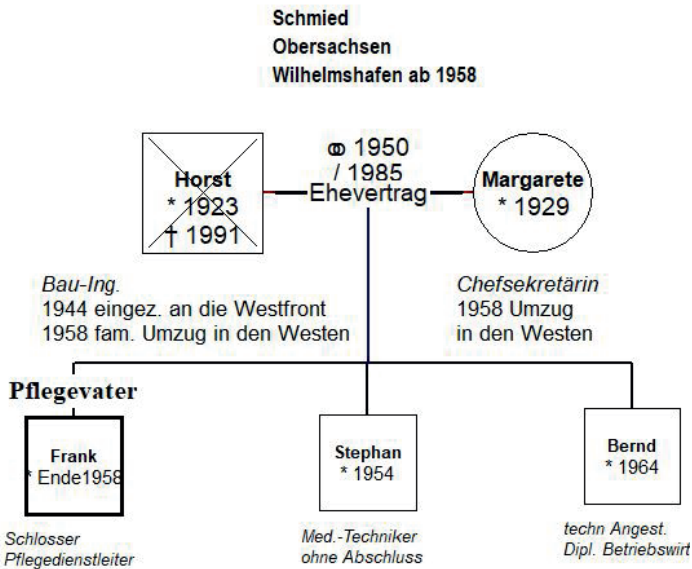 Schmied
Obersachsen
Wilhelmshafen ab 1958
Horst
* 1923
† 1991
⚭ 1950
/ 1985
Ehevertrag
Margarete
* 1929
Bau-Ing.
1944 eingez. an die Westfront
1958 fam. Umzug in den Westen
Chefsekretärin
1958 Umzug
in den Westen
Pflegevater
Frank
* Ende1958
Stephan
* 1954
Bernd
* 1964
Schlosser
Pflegedienstleiter
Med.-Techniker
ohne Abschluss
techn Angest.
Dipl. Betriebswirt